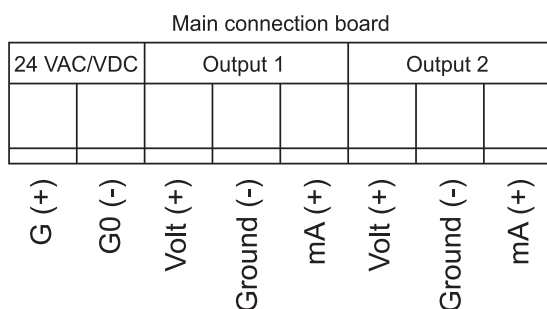 Main connection board
24 VAC/VDC Output 1 Output 2
G (+)
G0 (-)
Volt (+)
Ground (-)
mA (+)
Volt (+)
Ground (-)
mA (+)